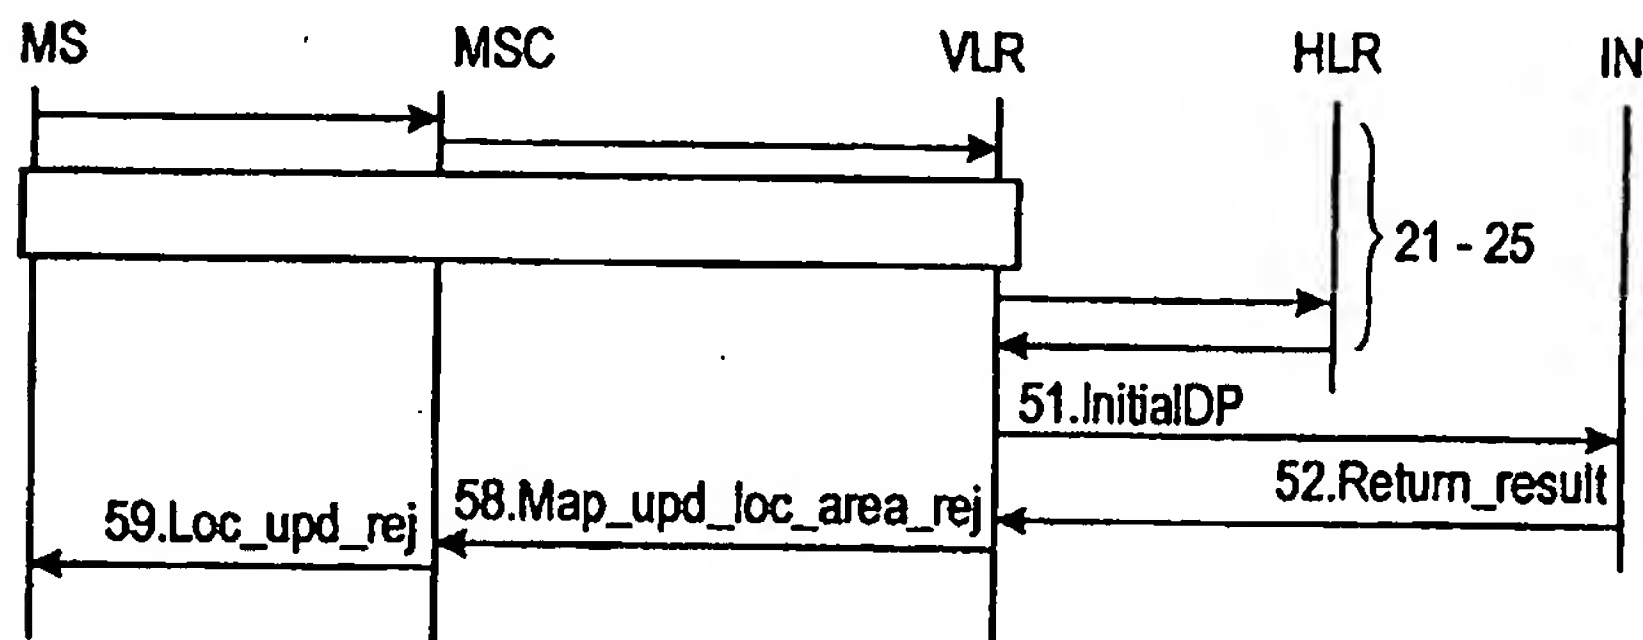 MS MSC VLR HLR IN
21 - 25
51.InitialDP
52.Return_result
58.Map_upd_loc_area_rej
59.Loc_upd_rej